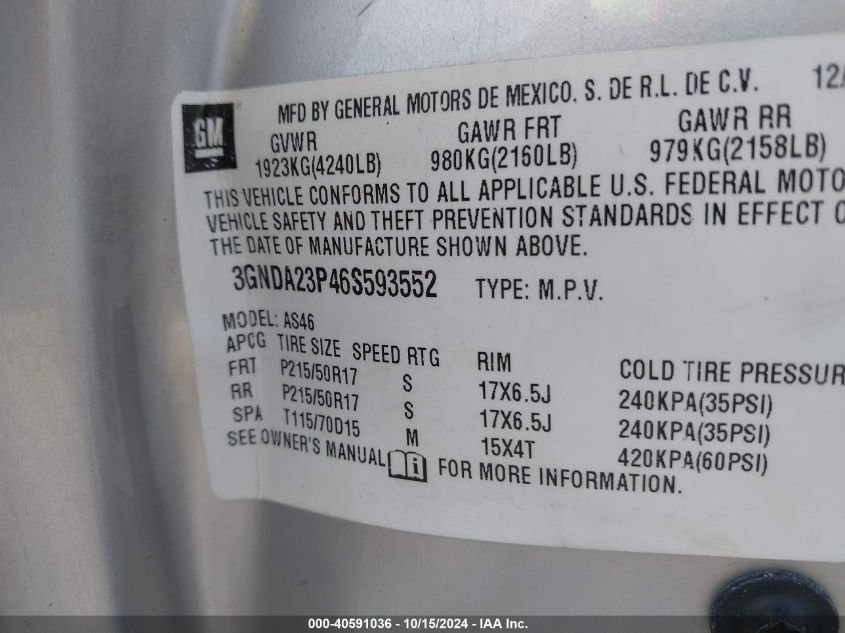 MFD BY GENERAL MOTORS DE MEXICO, S. DE R.L. DE C.V. 12/
GM
GVWR GAWR FRT GAWR RR
1923KG(4240LB) 980KG(2160LB) 979KG(2158LB)
THIS VEHICLE CONFORMS TO ALL APPLICABLE U.S. FEDERAL MOTO
VEHICLE SAFETY AND THEFT PREVENTION STANDARDS IN EFFECT O
THE DATE OF MANUFACTURE SHOWN ABOVE.
3GNDA23P46S593552 TYPE: M.P.V.
MODEL: AS46
APCG TIRE SIZE SPEED RTG RIM COLD TIRE PRESSUR
FRT P215/50R17 S 17X6.5J 240KPA(35PSI)
RR P215/50R17 S 17X6.5J 240KPA(35PSI)
SPA T115/70D15 M 15X4T 420KPA(60PSI)
SEE OWNER'S MANUAL FOR MORE INFORMATION.
000-40591036 - 10/15/2024 - IAA Inc.